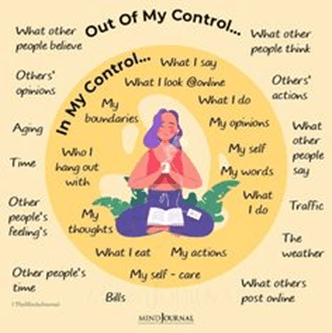 Out Of My Control...
What other
people believe
What other
people think
Others'
opinions
Others'
actions
Aging
What
other
people
say
Time
Other
people's
feeling's
Traffic
The
weather
Other people's
time
What others
post online
Bills
In My Control...
What I say
What I look @online
My
boundaries
What I do
My opinions
Who I
hang out
with
My self
My words
My
thoughts
What
I do
What I eat
My actions
My self - care
MINDJOURNAL